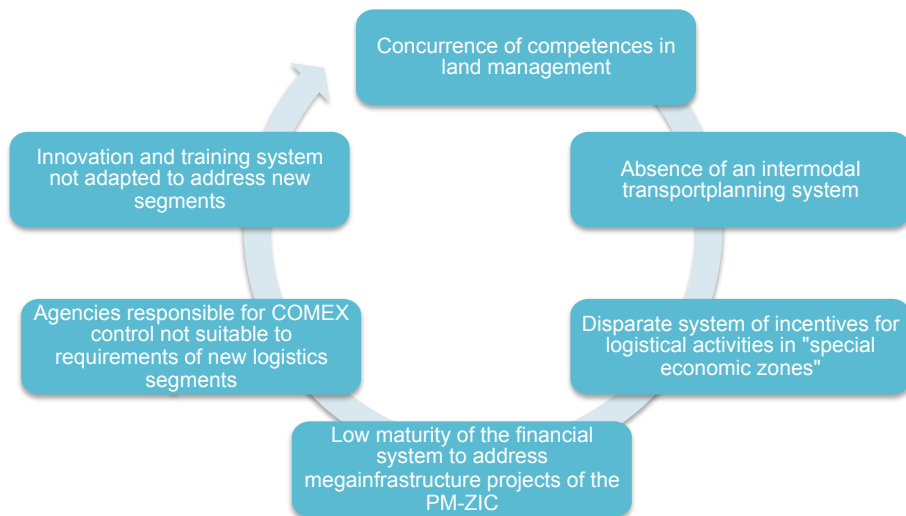 Concurrence of competences in
land management
Absence of an intermodal
transportplanning system
Disparate system of incentives for
logistical activities in "special
economic zones"
Low maturity of the financial
system to address
megainfrastructure projects of the
PM-ZIC
Agencies responsible for COMEX
control not suitable to
requirements of new logistics
segments
Innovation and training system
not adapted to address new
segments